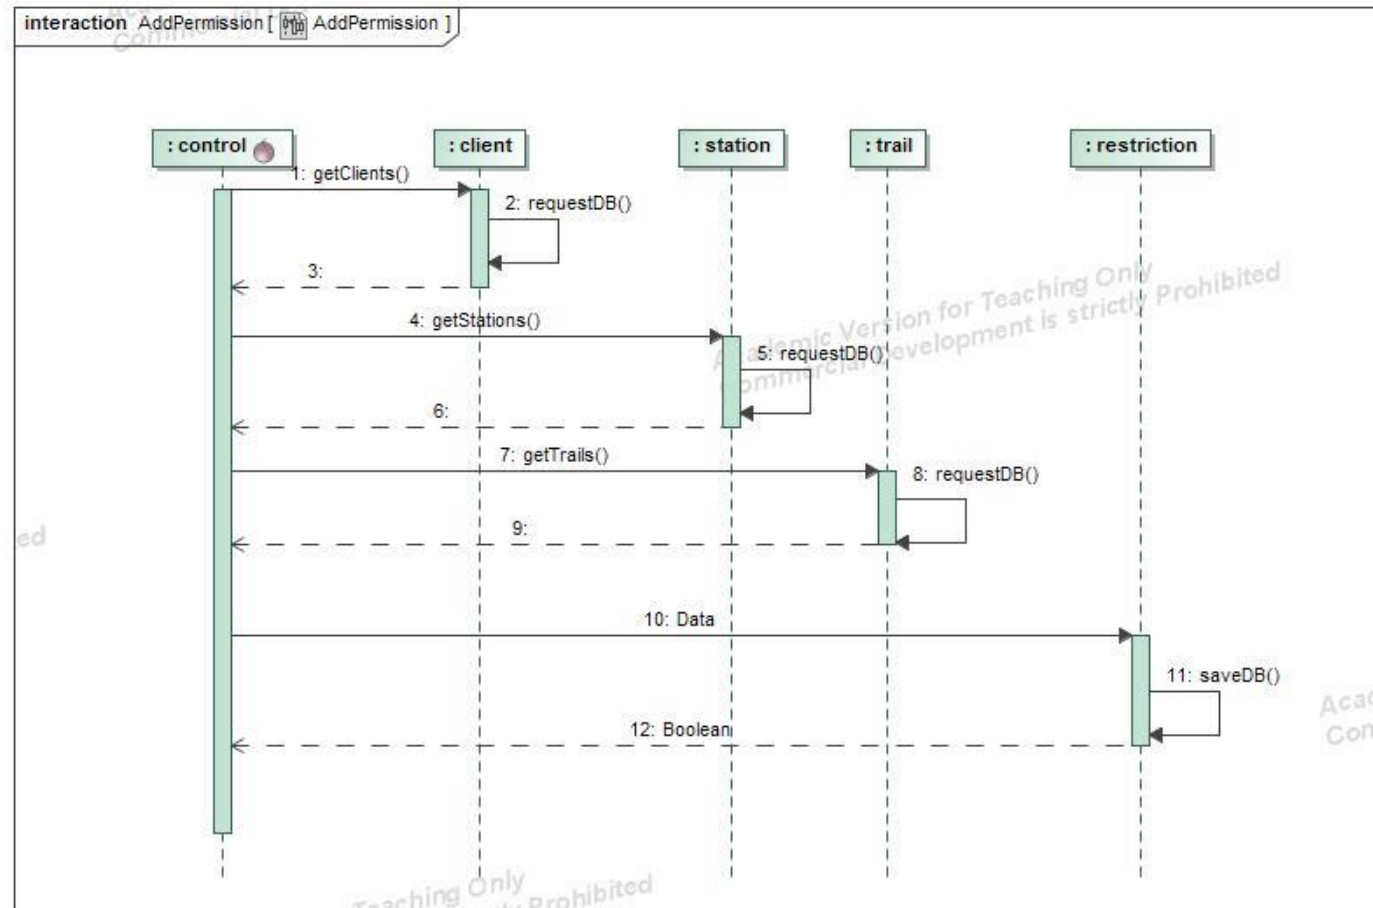 interaction AddPermission [ AddPermission ]
: control
: client
: station
: trail
: restriction
1: getClients()
2: requestDB()
3:
4: getStations()
Academic Version for Teaching Only
Commercial Development is strictly Prohibited
5: requestDB()
6:
7: getTrails()
8: requestDB()
9:
ed
10: Data
11: saveDB()
12: Boolean
Teaching Only
Prohibited